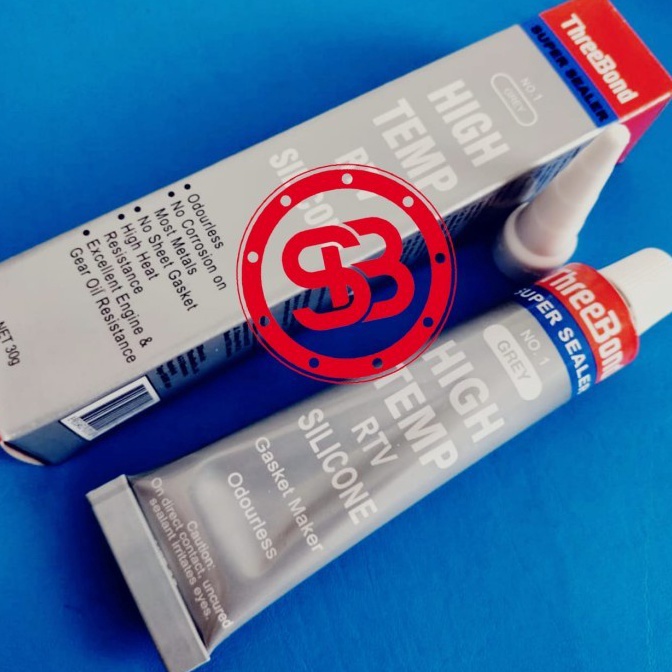 ThreeBond
SUPER SEALER
NO.1
GREY
HIGH
TEMP
RTV
• Odourless
• No Corrosion on
Most Metals
• No Sheet Gasket
• High Heat
Resistance
• Excellent Engine &
Gear Oil Resistance
NET 30g
SB
ThreeBond
SUPER SEALER
NO. 1
GREY
HIGH
TEMP
RTV
SILICONE
Gasket Maker
Odourless
Caution:
On direct contact, uncured
sealant irritates eyes.